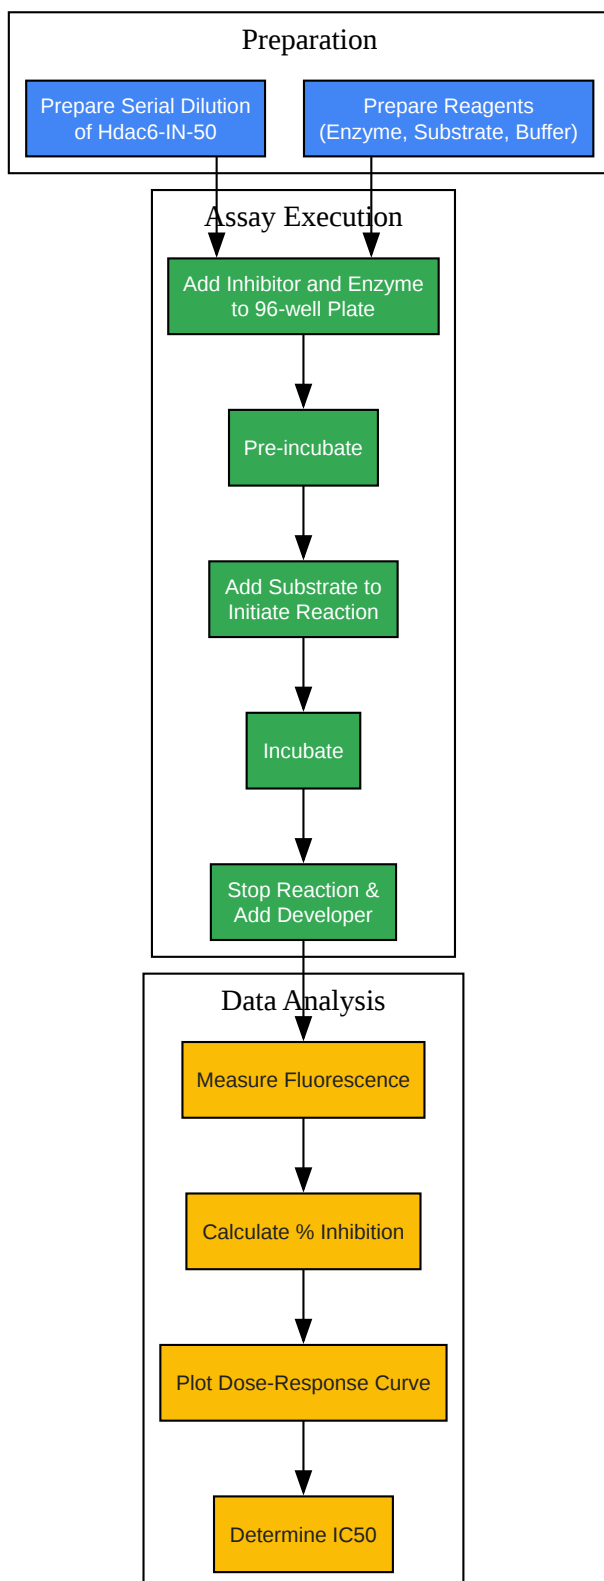 Preparation
Prepare Serial Dilution
of Hdac6-IN-50
Prepare Reagents
(Enzyme, Substrate, Buffer)
Assay Execution
Add Inhibitor and Enzyme
to 96-well Plate
Pre-incubate
Add Substrate to
Initiate Reaction
Incubate
Stop Reaction &
Add Developer
Data Analysis
Measure Fluorescence
Calculate % Inhibition
Plot Dose-Response Curve
Determine IC50